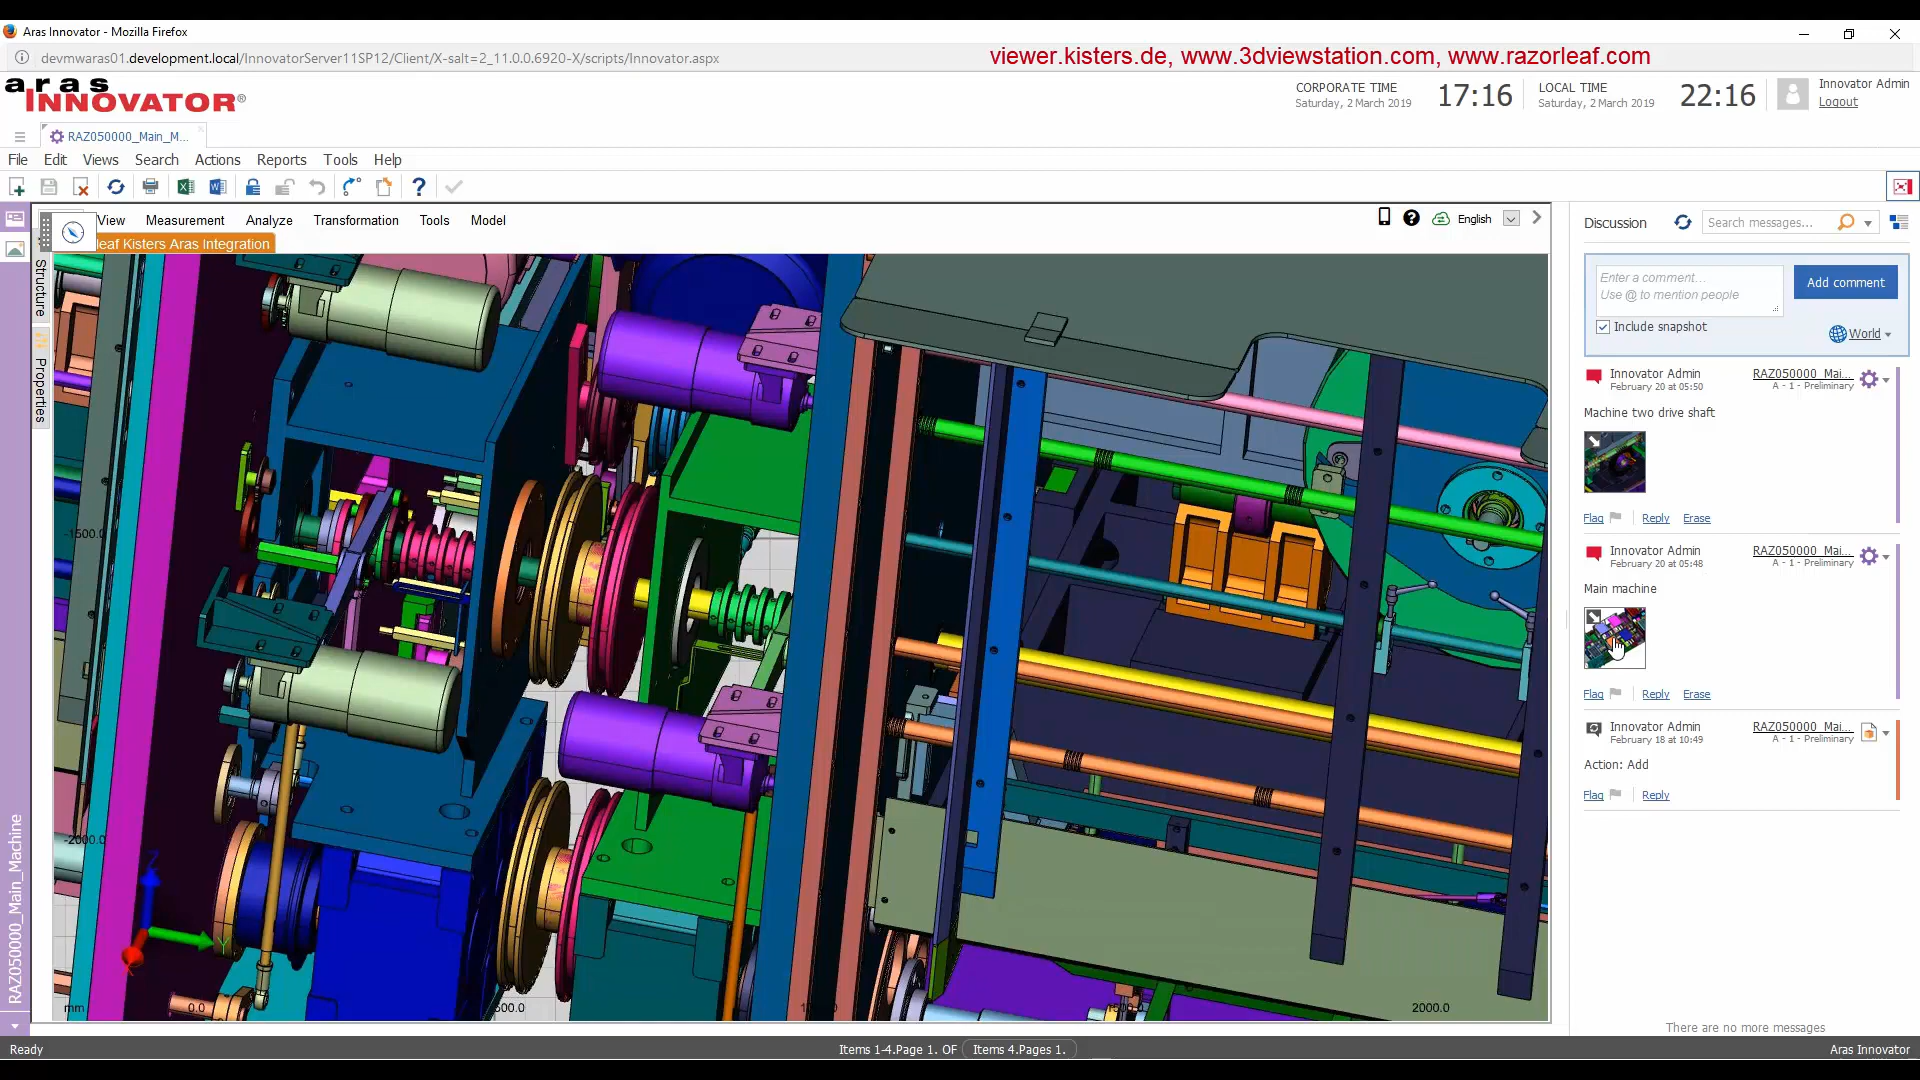 Aras Innovator - Mozilla Firefox
devmwaras01.development.local/InnovatorServer11SP12/Client/X-salt=2_11.0.0.6920-X/scripts/Innovator.aspx
viewer.kisters.de, www.3dviewstation.com, www.razorleaf.com
aras
INNOVATOR®
CORPORATE TIME
Saturday, 2 March 2019
17:16
LOCAL TIME
Saturday, 2 March 2019
22:16
Innovator Admin
Logout
RAZ050000_Main_M...
File Edit Views Search Actions Reports Tools Help
View Measurement Analyze Transformation Tools Model
English
leaf Kisters Aras Integration
Structure
Properties
RAZ050000_Main_Machine
-1500.0
-2000.0
Z
Y
mm
0.0
500.0
2000.0
Discussion
Search messages...
Enter a comment...
Use @ to mention people
Add comment
Include snapshot
World
Innovator Admin
February 20 at 05:50
RAZ050000_Mai...
A - 1 - Preliminary
Machine two drive shaft
Flag Reply Erase
Innovator Admin
February 20 at 05:48
RAZ050000_Mai...
A - 1 - Preliminary
Main machine
Flag Reply Erase
Innovator Admin
February 18 at 10:49
RAZ050000_Mai...
A - 1 - Preliminary
Action: Add
Flag Reply
There are no more messages
Ready
Items 1-4.Page 1. OF Items 4.Pages 1.
Aras Innovator